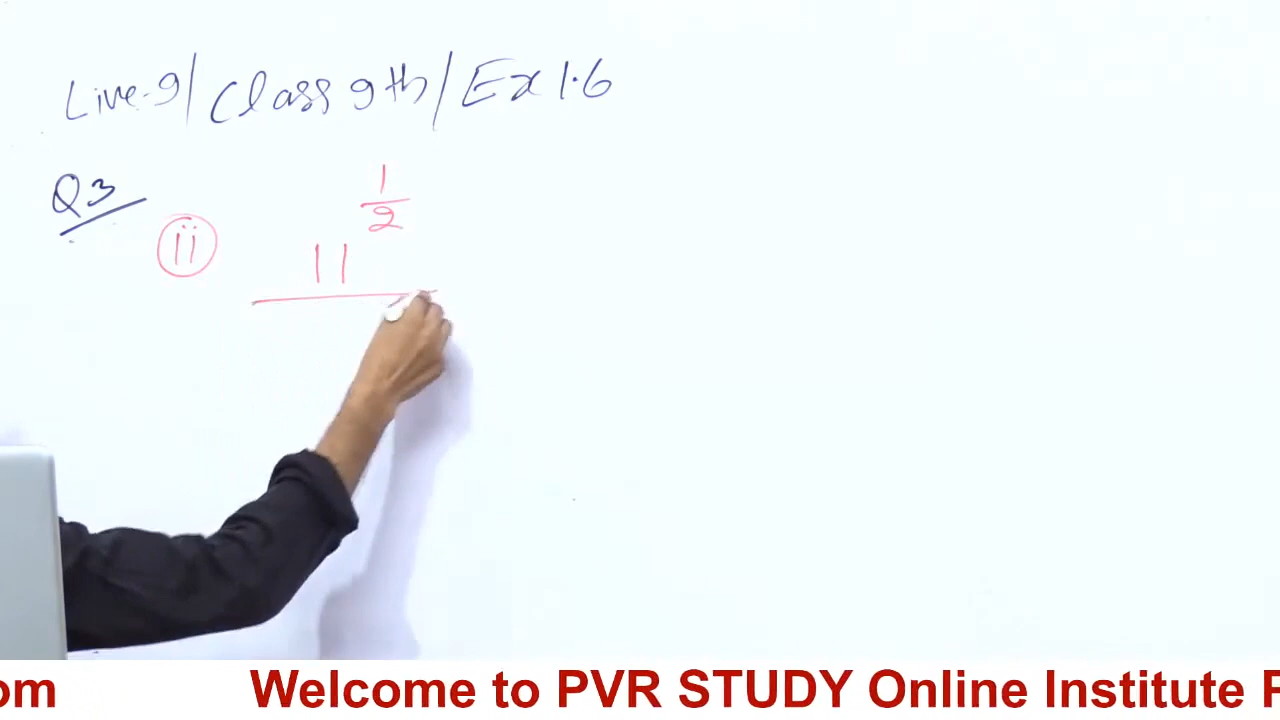 Live-9/Class 9th/Ex 1.6
Q3
(ii) 11^(1/2)
om Welcome to PVR STUDY Online Institute P